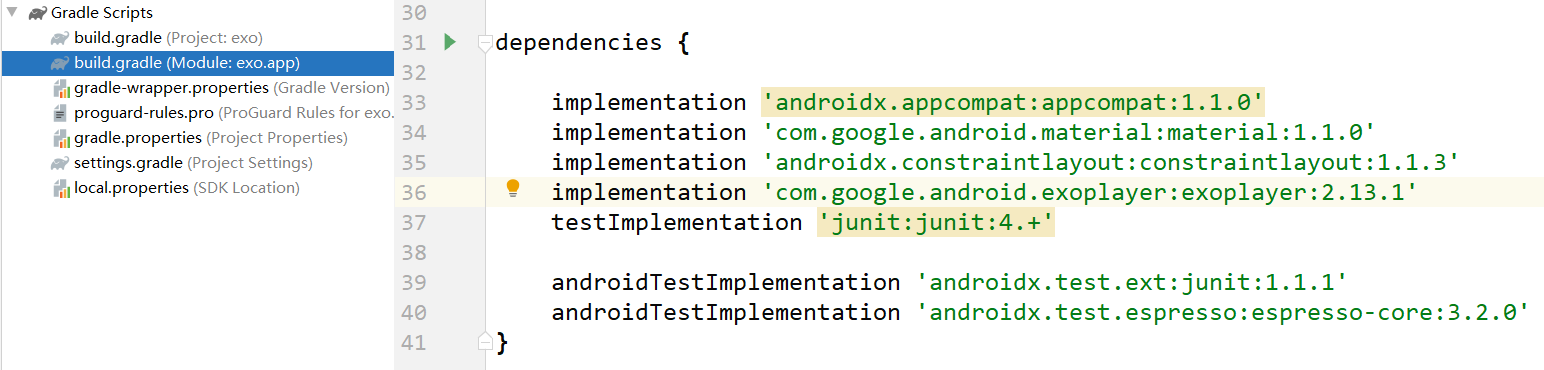 Gradle Scripts
build.gradle (Project: exo)
build.gradle (Module: exo.app)
gradle-wrapper.properties (Gradle Version)
proguard-rules.pro (ProGuard Rules for exo.
gradle.properties (Project Properties)
settings.gradle (Project Settings)
local.properties (SDK Location)
30
31 dependencies {
32
33 implementation 'androidx.appcompat:appcompat:1.1.0'
34 implementation 'com.google.android.material:material:1.1.0'
35 implementation 'androidx.constraintlayout:constraintlayout:1.1.3'
36 implementation 'com.google.android.exoplayer:exoplayer:2.13.1'
37 testImplementation 'junit:junit:4.+'
38
39 androidTestImplementation 'androidx.test.ext:junit:1.1.1'
40 androidTestImplementation 'androidx.test.espresso:espresso-core:3.2.0'
41 }